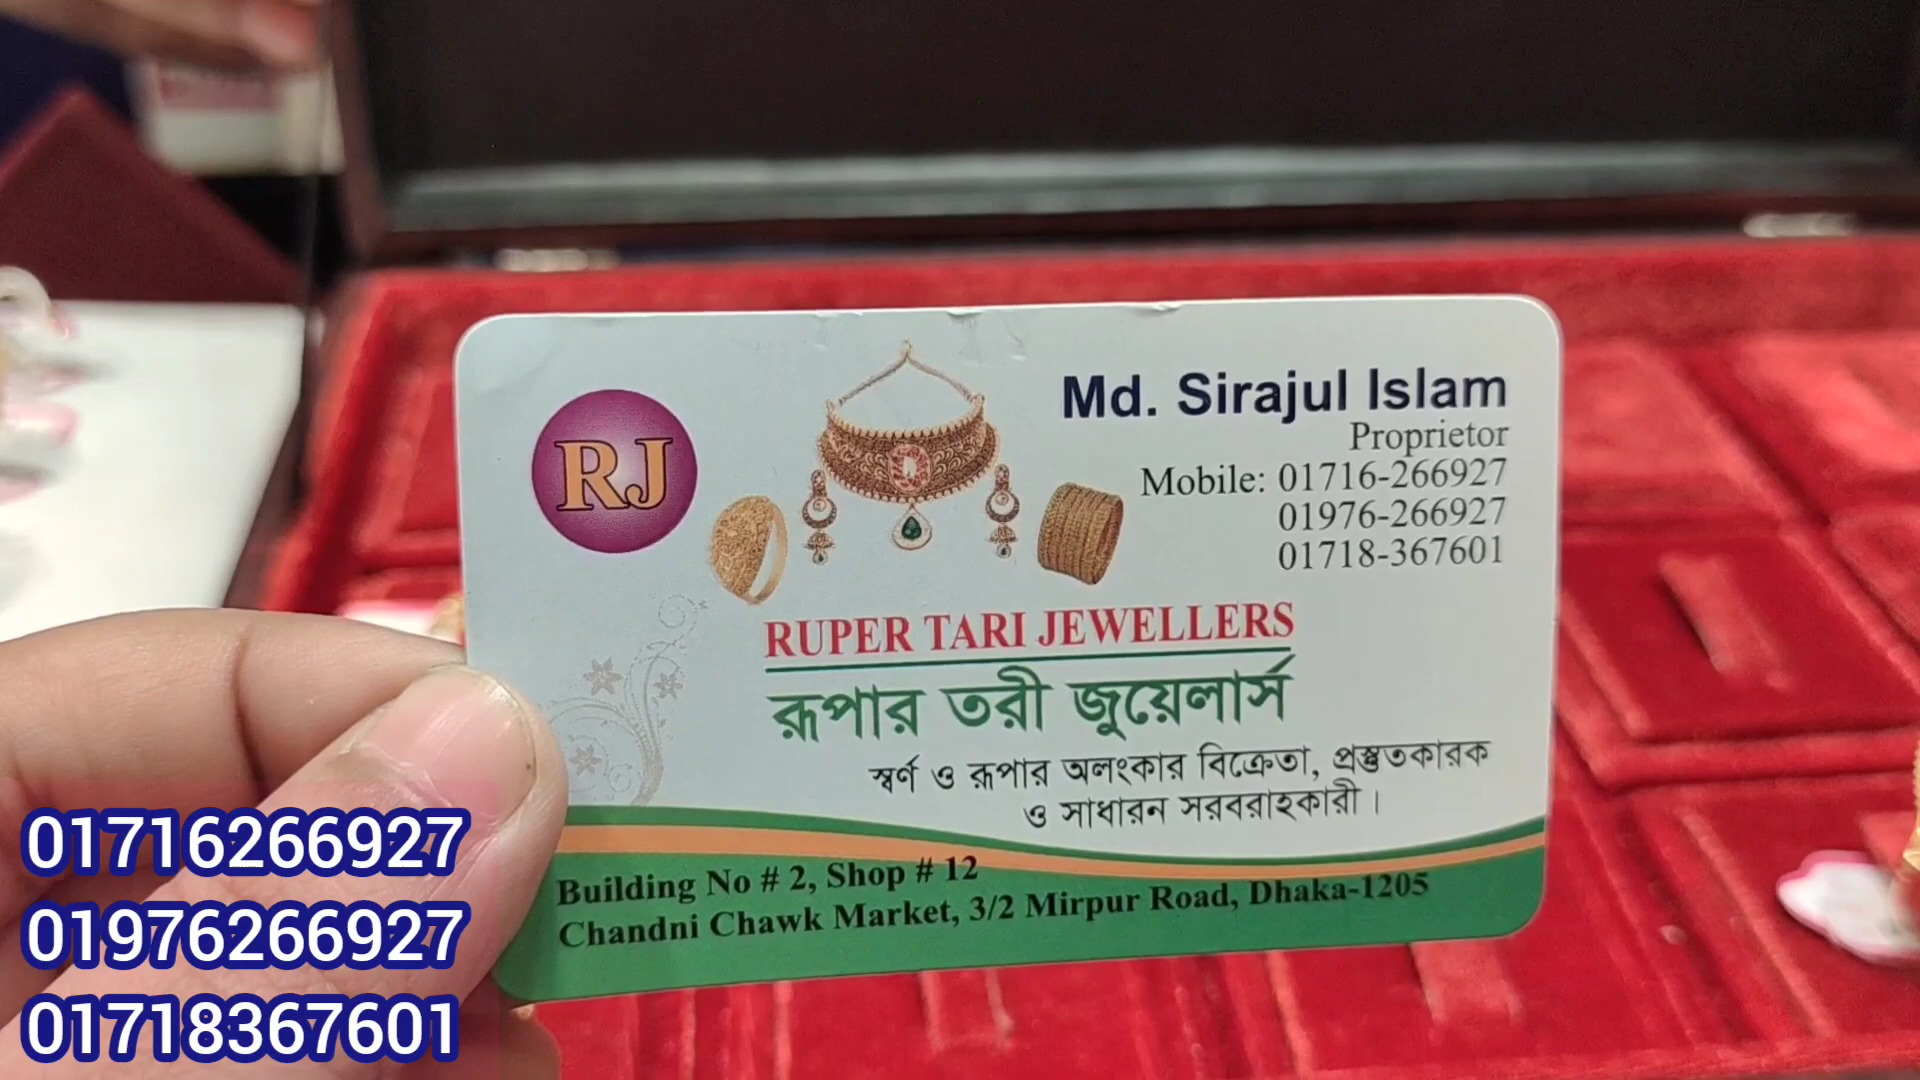 RJ
Md. Sirajul Islam
Proprietor
Mobile: 01716-266927
01976-266927
01718-367601
RUPER TARI JEWELLERS
রূপার তরী জুয়েলার্স
স্বর্ণ ও রূপার অলংকার বিক্রেতা, প্রস্তুতকারক
ও সাধারন সরবরাহকারী।
Building No # 2, Shop # 12
Chandni Chawk Market, 3/2 Mirpur Road, Dhaka-1205
01716266927
01976266927
01718367601